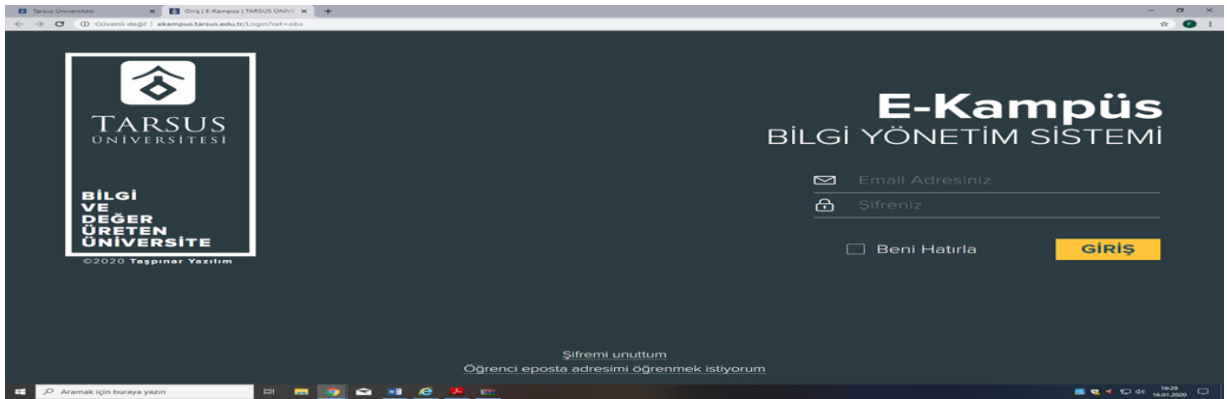 Tarsus Üniversitesi
Giriş | E-Kampüs | TARSUS ÜNİV
Güvenli değil | ekampus.tarsus.edu.tr/Login?ret=obs
TARSUS
ÜNİVERSİTESİ
BİLGİ
VE
DEĞER
ÜRETEN
ÜNİVERSİTE
©2020 Taşpınar Yazılım
E-Kampüs
BİLGİ YÖNETİM SİSTEMİ
Email Adresiniz
Şifreniz
Beni Hatırla
GİRİŞ
Şifremi unuttum
Öğrenci eposta adresimi öğrenmek istiyorum
Aramak için buraya yazın
16:29
16.01.2020